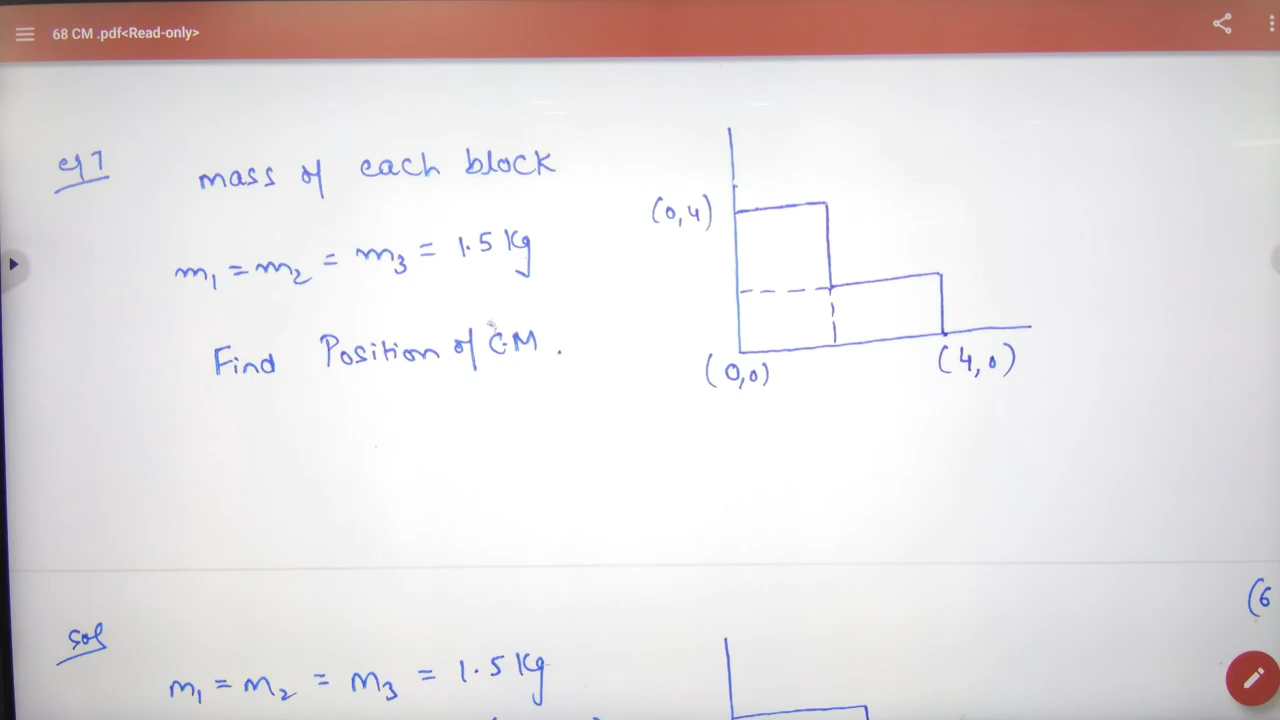 68 CM .pdf<Read-only>
eg 7
mass of each block
m₁ = m₂ = m₃ = 1.5 Kg
Find Position of C.M .
(0,4)
(0,0)
(4,0)
(6
Sol
m₁ = m₂ = m₃ = 1.5 Kg